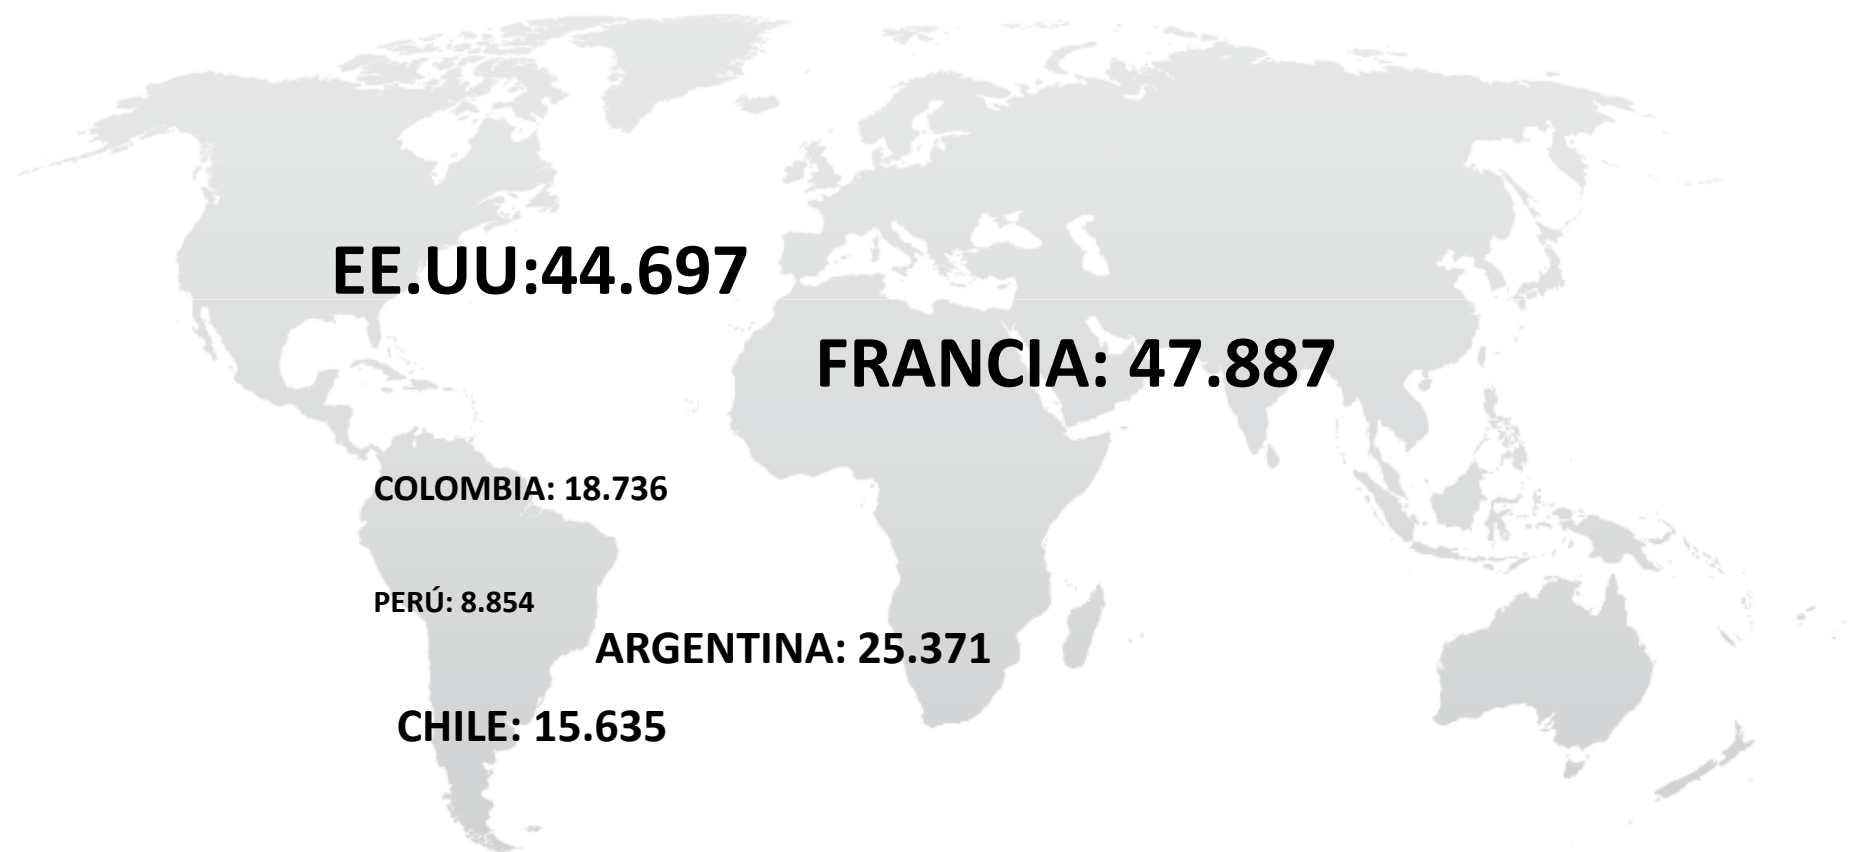 EE.UU:44.697
FRANCIA: 47.887
COLOMBIA: 18.736
PERÚ: 8.854
ARGENTINA: 25.371
CHILE: 15.635